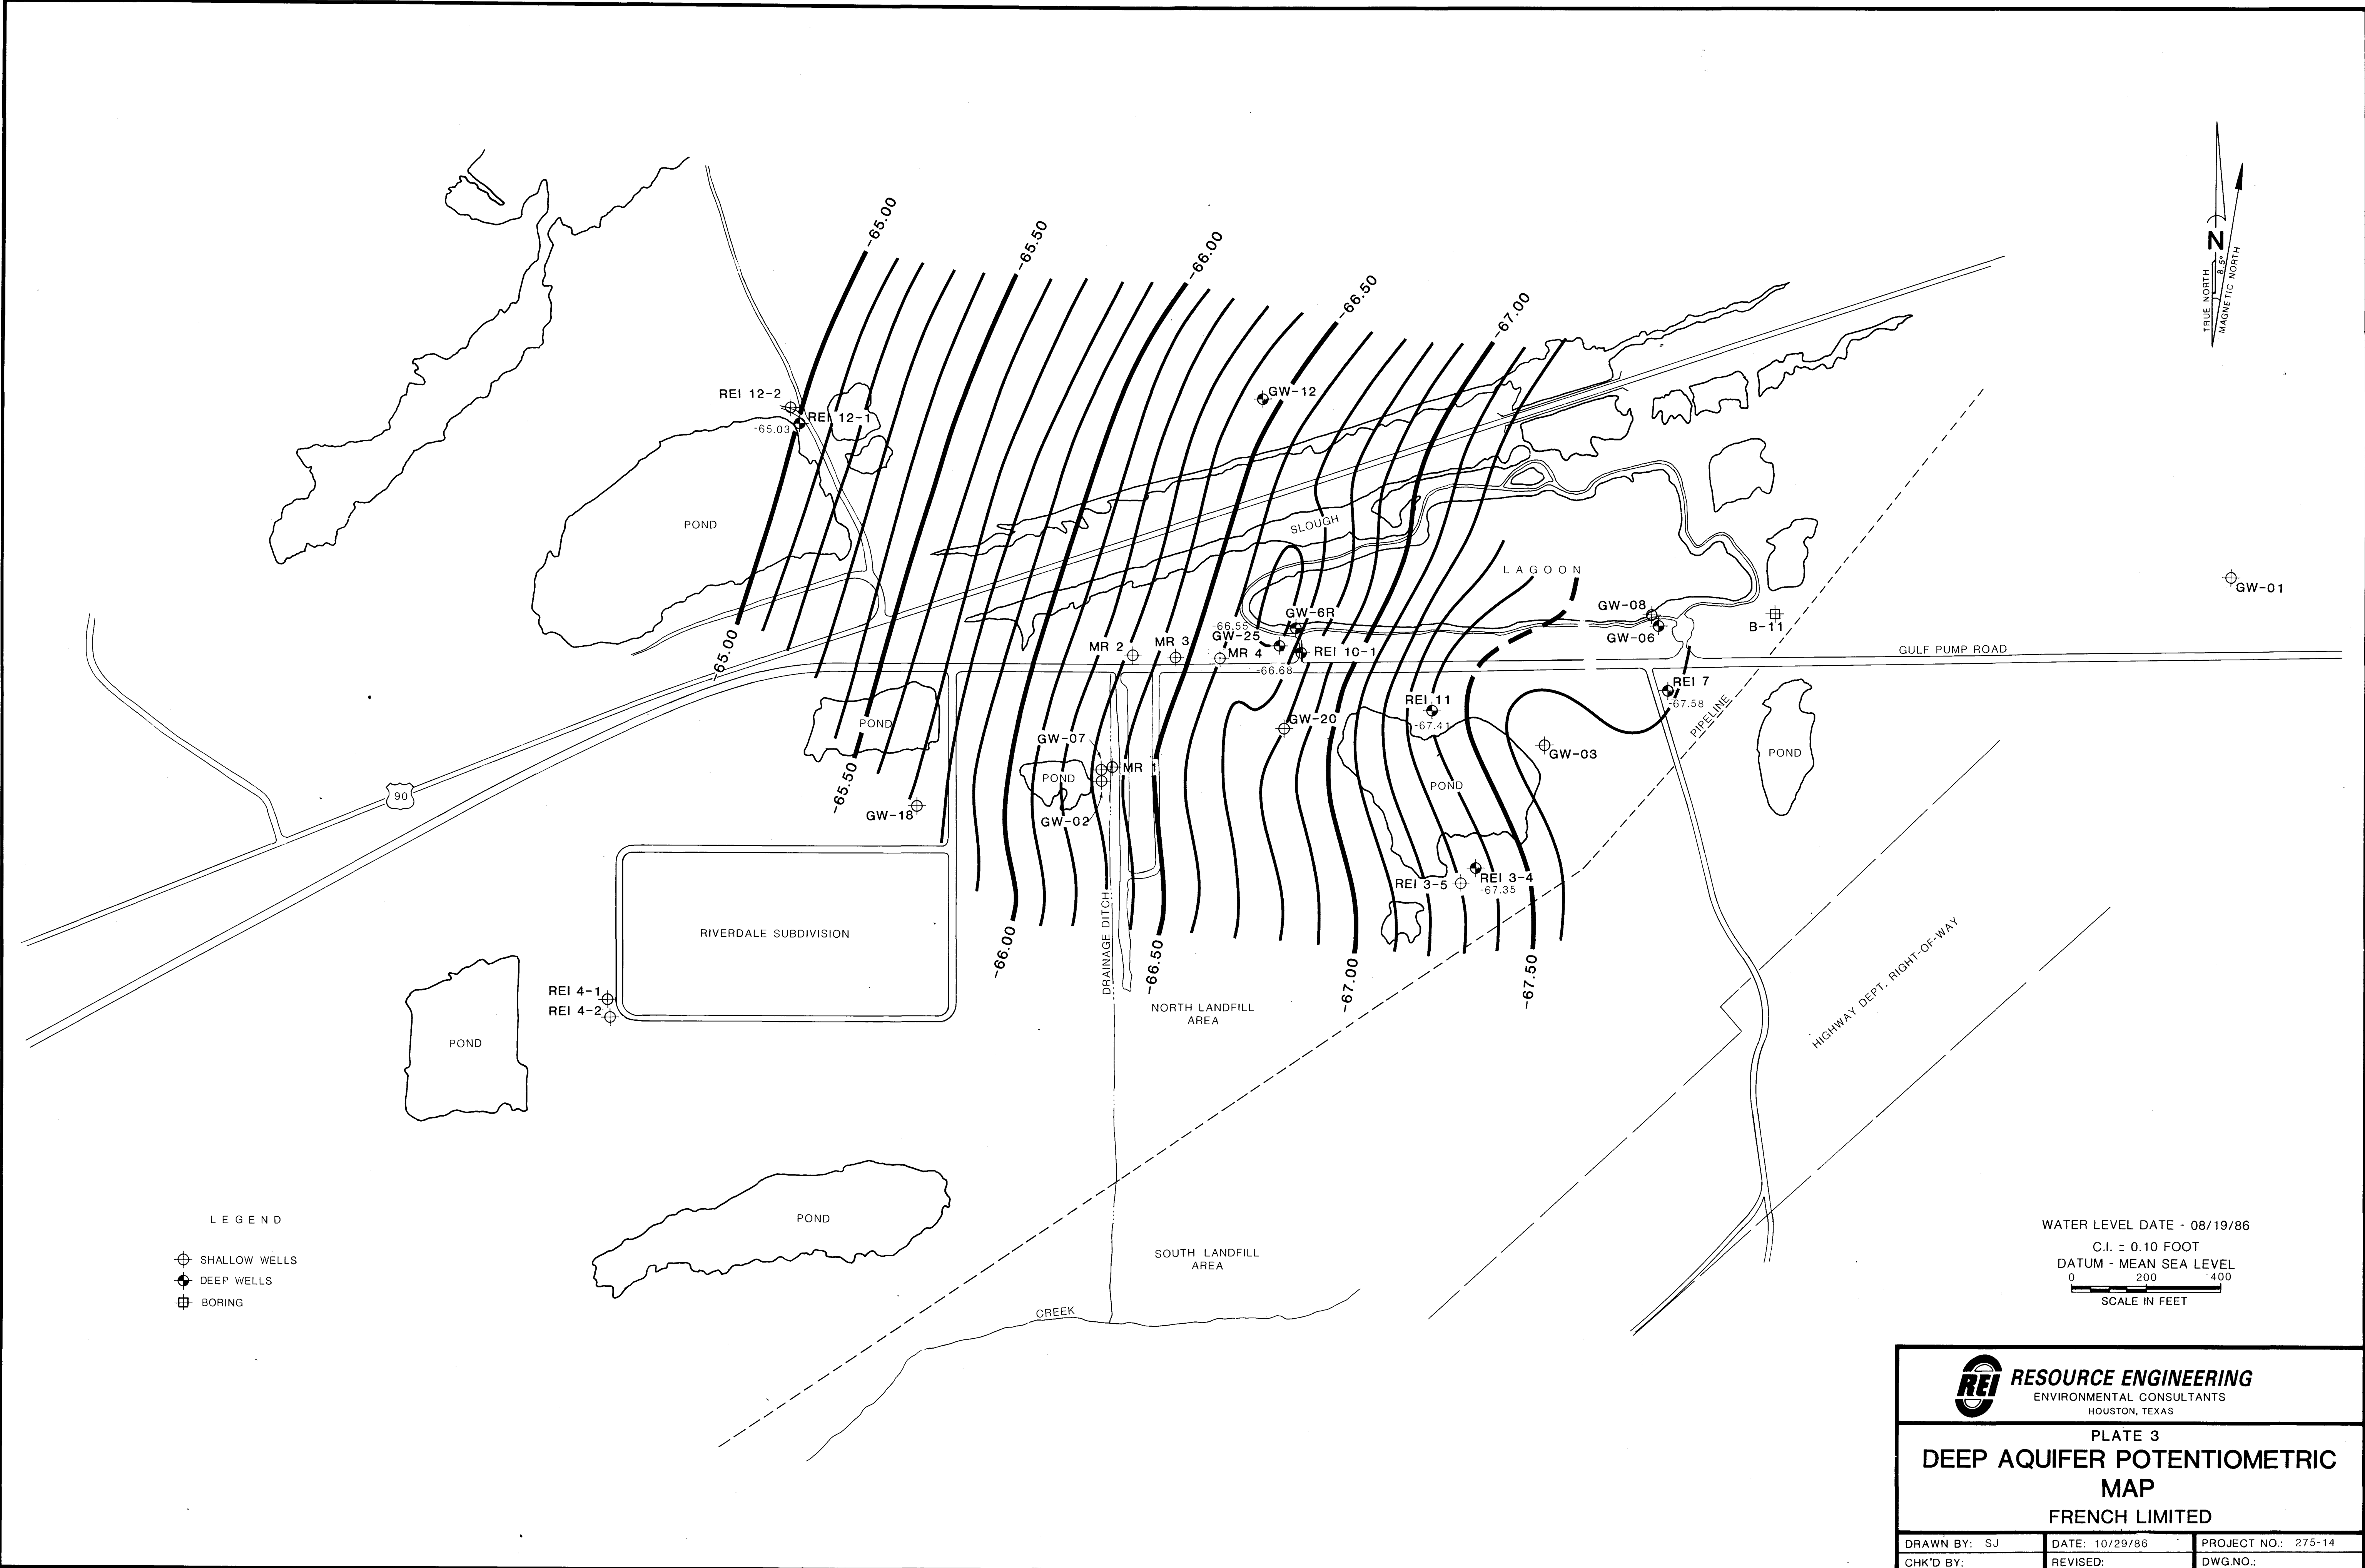 -65.00
-65.50
-66.00
-66.50
-67.00
N
8.5°
TRUE NORTH
MAGNETIC NORTH
REI 12-2
REI 12-1
-65.03
GW-12
POND
SLOUGH
LAGOON
GW-01
GW-08
GW-06
B-11
GW-6R
-66.55
GW-25
MR 2
MR 3
MR 4
REI 10-1
-66.68
GULF PUMP ROAD
-65.00
REI 7
-67.58
PIPELINE
REI 11
-67.41
GW-20
POND
GW-07
MR 1
GW-03
POND
POND
POND
90
-65.50
GW-18
GW-02
REI 3-5
REI 3-4
-67.35
DRAINAGE DITCH
RIVERDALE SUBDIVISION
-66.00
-66.50
-67.00
-67.50
HIGHWAY DEPT. RIGHT-OF-WAY
REI 4-1
REI 4-2
NORTH LANDFILL
AREA
POND
POND
SOUTH LANDFILL
AREA
CREEK
LEGEND
SHALLOW WELLS
DEEP WELLS
BORING
WATER LEVEL DATE - 08/19/86
C.I. = 0.10 FOOT
DATUM - MEAN SEA LEVEL
0 200 400
SCALE IN FEET
REI RESOURCE ENGINEERING
ENVIRONMENTAL CONSULTANTS
HOUSTON, TEXAS
PLATE 3
DEEP AQUIFER POTENTIOMETRIC
MAP
FRENCH LIMITED
DRAWN BY: SJ DATE: 10/29/86 PROJECT NO.: 275-14
CHK'D BY: REVISED: DWG.NO.: